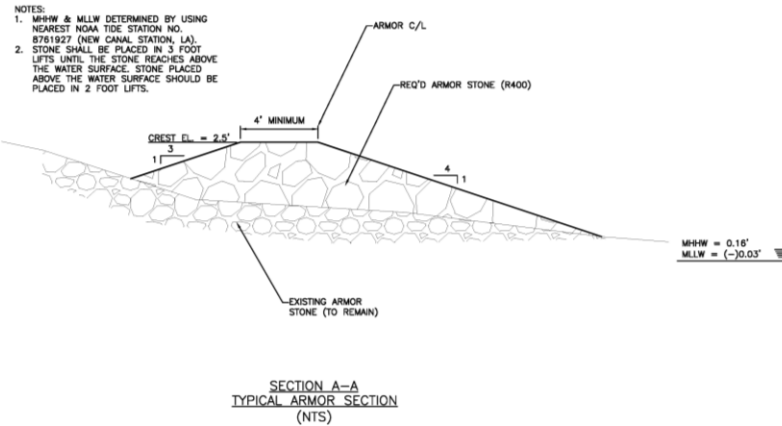 NOTES:
1. MHHW & MLLW DETERMINED BY USING
NEAREST NOAA TIDE STATION NO.
8761927 (NEW CANAL STATION, LA).
2. STONE SHALL BE PLACED IN 3 FOOT
LIFTS UNTIL THE STONE REACHES ABOVE
THE WATER SURFACE. STONE PLACED
ABOVE THE WATER SURFACE SHOULD BE
PLACED IN 2 FOOT LIFTS.
ARMOR C/L
REQ'D ARMOR STONE (R400)
4' MINIMUM
CREST EL. = 2.5'
3
1
4
1
MHHW = 0.16'
MLLW = (-)0.03'
EXISTING ARMOR
STONE (TO REMAIN)
SECTION A-A
TYPICAL ARMOR SECTION
(NTS)